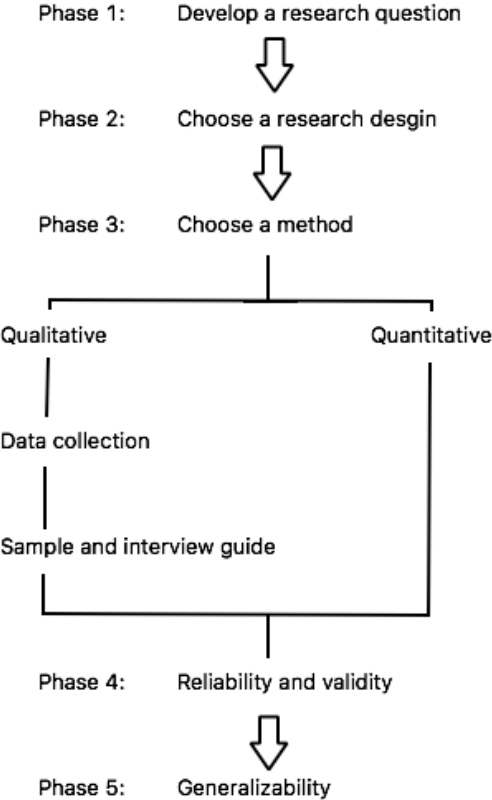 Phase 1: Develop a research question
Phase 2: Choose a research desgin
Phase 3: Choose a method
Qualitative Quantitative
Data collection
Sample and interview guide
Phase 4: Reliability and validity
Phase 5: Generalizability